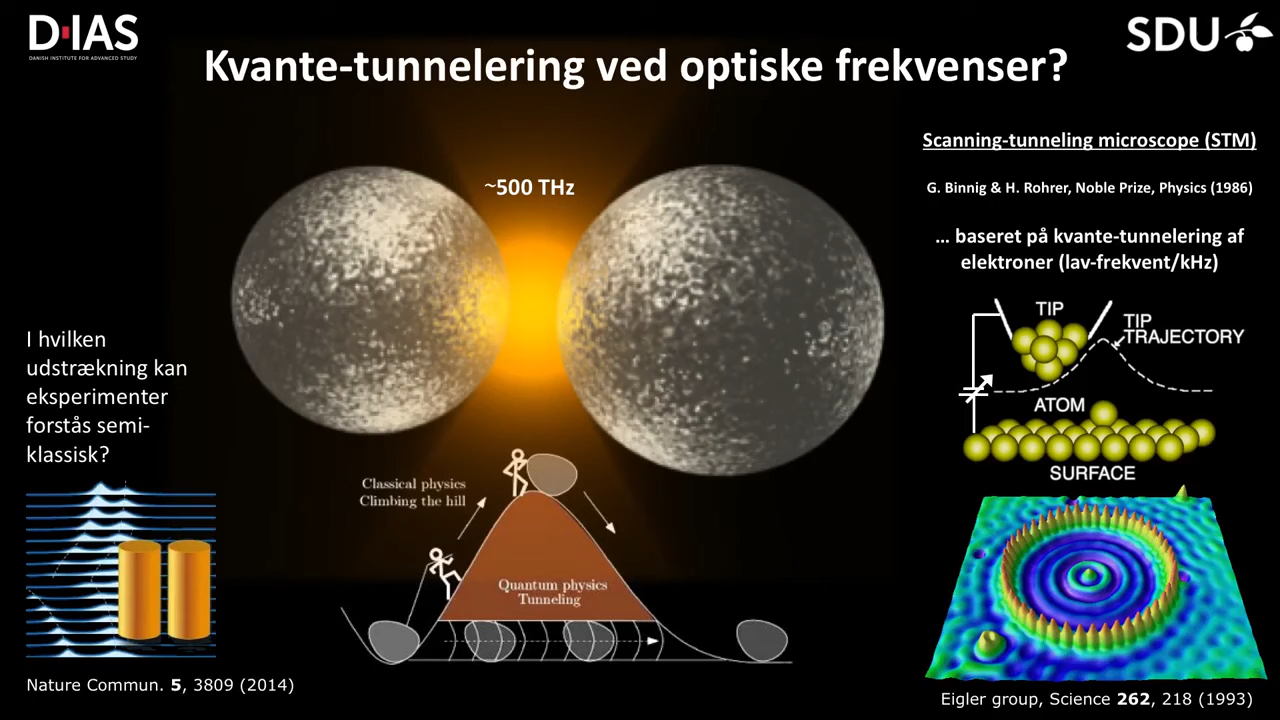 D·IAS
DANISH INSTITUTE FOR ADVANCED STUDY
SDU
Kvante-tunnelering ved optiske frekvenser?
~500 THz
Scanning-tunneling microscope (STM)
G. Binnig & H. Rohrer, Noble Prize, Physics (1986)
… baseret på kvante-tunnelering af
elektroner (lav-frekvent/kHz)
TIP
TIP
TRAJECTORY
ATOM
SURFACE
I hvilken
udstrækning kan
eksperimenter
forstås semi-
klassisk?
Classical physics
Climbing the hill
Quantum physics
Tunneling
Nature Commun. 5, 3809 (2014)
Eigler group, Science 262, 218 (1993)